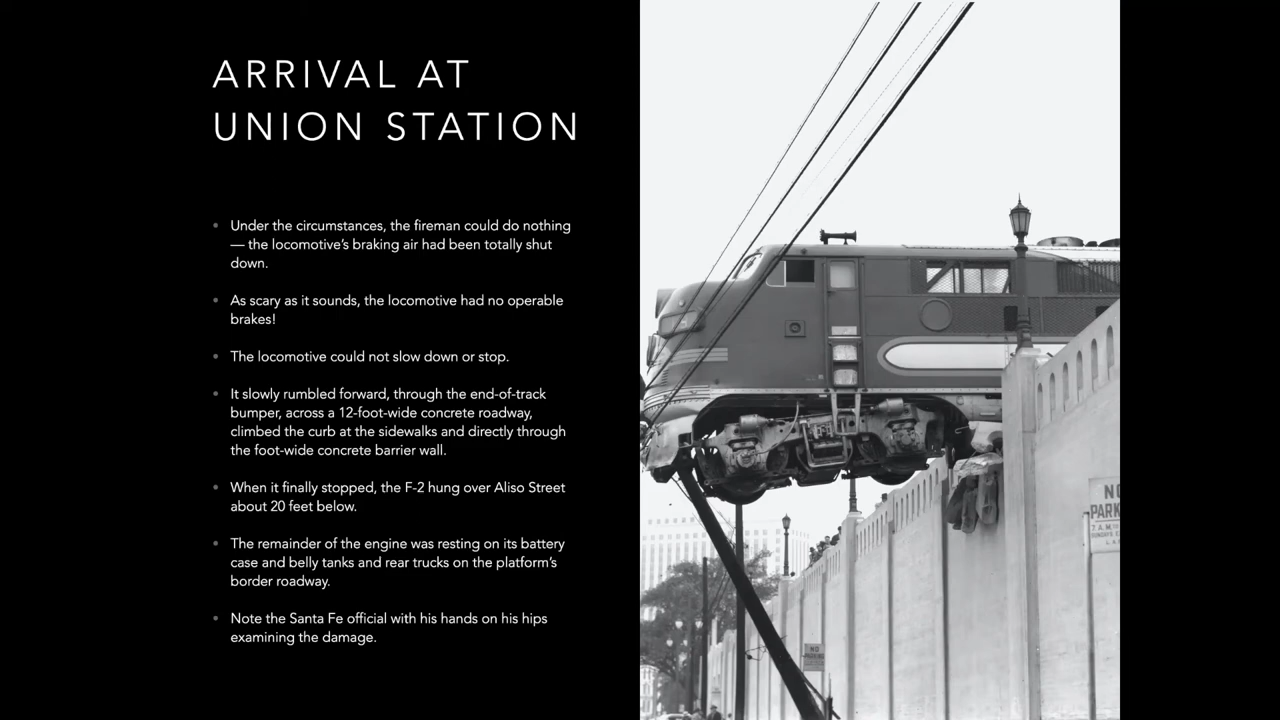 ARRIVAL AT
UNION STATION
• Under the circumstances, the fireman could do nothing
— the locomotive's braking air had been totally shut
down.
• As scary as it sounds, the locomotive had no operable
brakes!
• The locomotive could not slow down or stop.
• It slowly rumbled forward, through the end-of-track
bumper, across a 12-foot-wide concrete roadway,
climbed the curb at the sidewalks and directly through
the foot-wide concrete barrier wall.
• When it finally stopped, the F-2 hung over Aliso Street
about 20 feet below.
• The remainder of the engine was resting on its battery
case and belly tanks and rear trucks on the platform's
border roadway.
• Note the Santa Fe official with his hands on his hips
examining the damage.
NO
PARK
7 A.M.
SUNDAYS
NO
PARKING